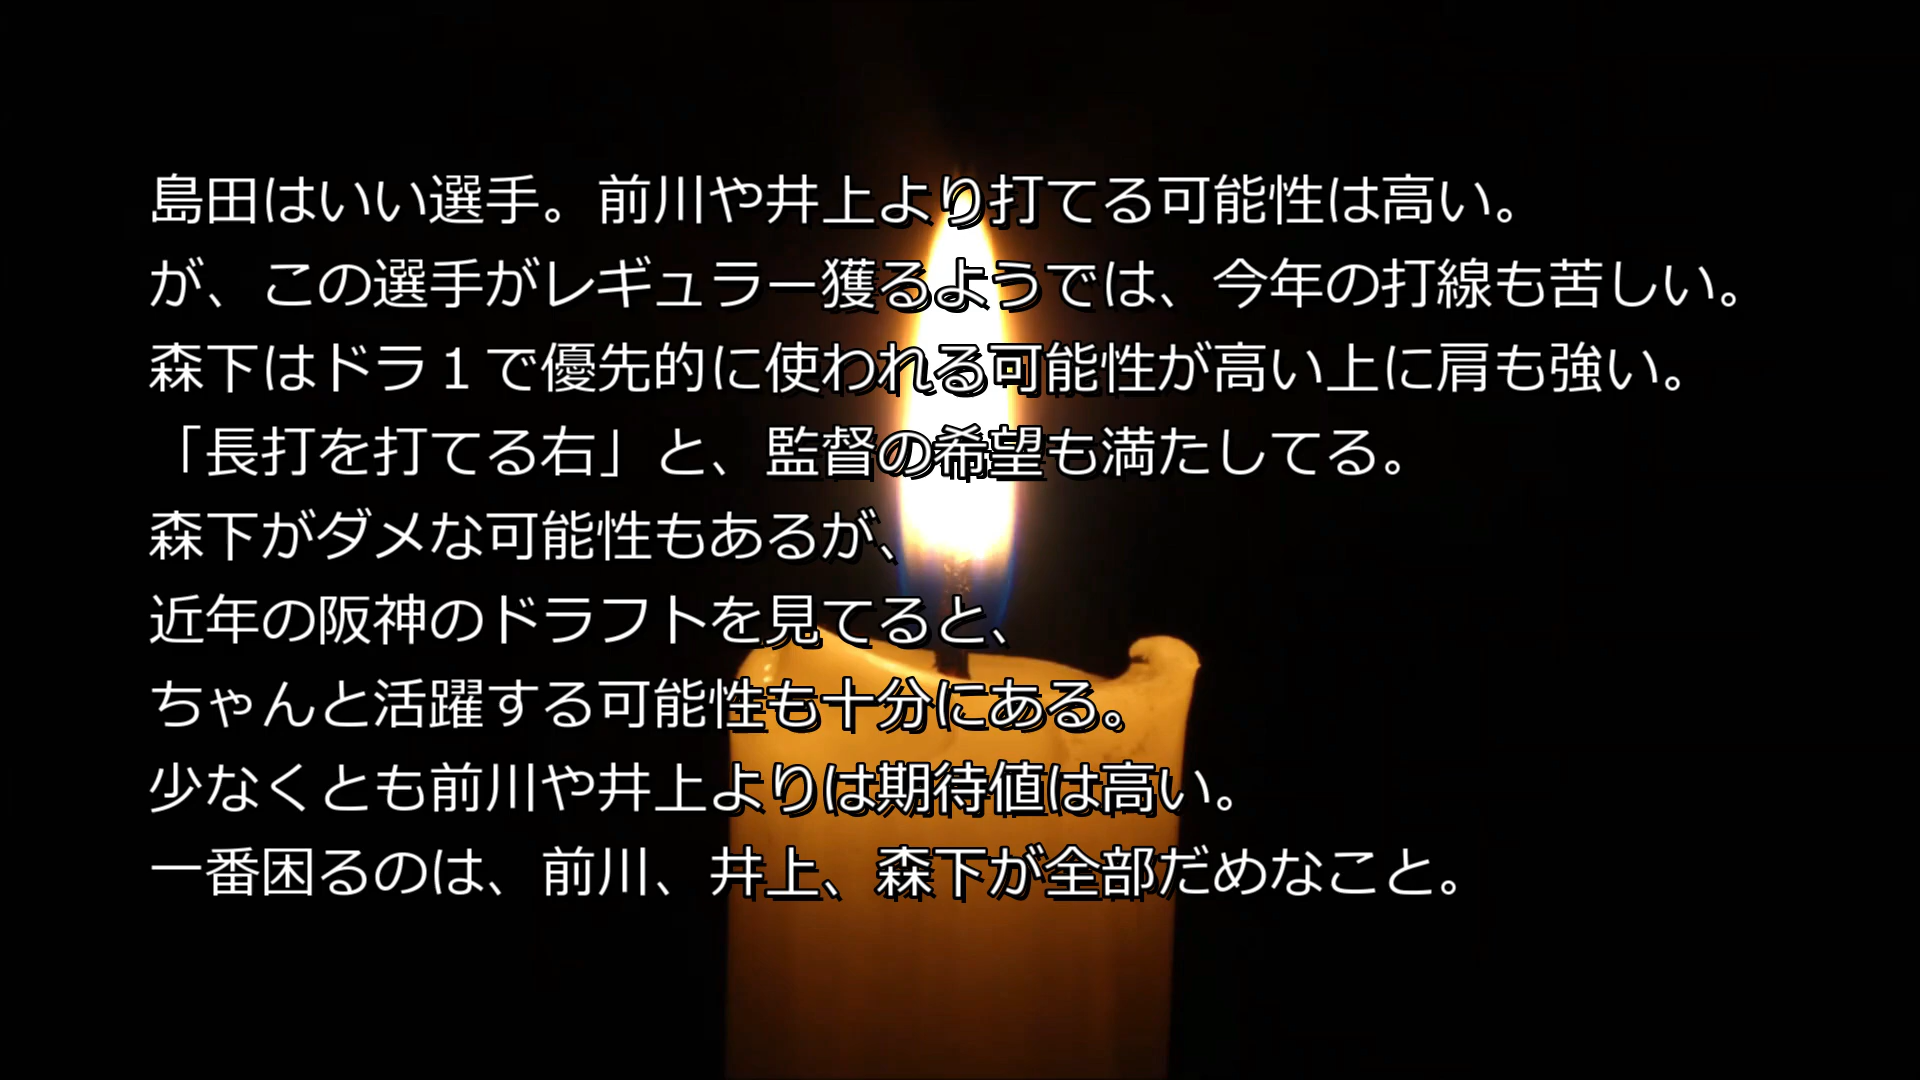 島田はいい選手。前川や井上より打てる可能性は高い。
が、この選手がレギュラー獲るようでは、今年の打線も苦しい。
森下はドラ１で優先的に使われる可能性が高い上に肩も強い。
「長打を打てる右」と、監督の希望も満たしてる。
森下がダメな可能性もあるが、
近年の阪神のドラフトを見てると、
ちゃんと活躍する可能性も十分にある。
少なくとも前川や井上よりは期待値は高い。
一番困るのは、前川、井上、森下が全部だめなこと。